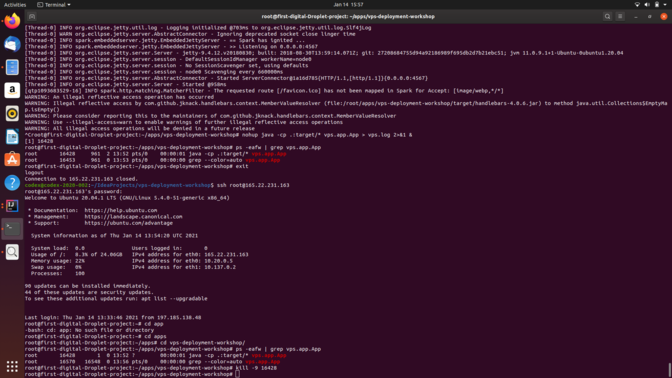 Activities
Terminal
Jan 14 15:57
root@first-digital-Droplet-project: ~/apps/vps-deployment-workshop
[Thread-0] INFO org.eclipse.jetty.util.log - Logging initialized @703ms to org.eclipse.jetty.util.log.Slf4jLog
[Thread-0] WARN org.eclipse.jetty.server.AbstractConnector - Ignoring deprecated socket close linger time
[Thread-0] INFO spark.embeddedserver.jetty.EmbeddedJettyServer - == Spark has ignited ...
[Thread-0] INFO spark.embeddedserver.jetty.EmbeddedJettyServer - >> Listening on 0.0.0.0:4567
[Thread-0] INFO org.eclipse.jetty.server.Server - jetty-9.4.12.v20180830; built: 2018-08-30T13:59:14.071Z; git: 27208684755d94a92186989f695db2d7b21ebc51; jvm 11.0.9.1+1-Ubuntu-0ubuntu1.20.04
[Thread-0] INFO org.eclipse.jetty.server.session - DefaultSessionIdManager workerName=node0
[Thread-0] INFO org.eclipse.jetty.server.session - No SessionScavenger set, using defaults
[Thread-0] INFO org.eclipse.jetty.server.session - node0 Scavenging every 660000ms
[Thread-0] INFO org.eclipse.jetty.server.AbstractConnector - Started ServerConnector@1a16d785{HTTP/1.1,[http/1.1]}{0.0.0.0:4567}
[Thread-0] INFO org.eclipse.jetty.server.Server - Started @958ms
[qtp1093603529-18] INFO spark.http.matching.MatcherFilter - The requested route [/favicon.ico] has not been mapped in Spark for Accept: [image/webp,*/*]
WARNING: An illegal reflective access operation has occurred
WARNING: Illegal reflective access by com.github.jknack.handlebars.context.MemberValueResolver (file:/root/apps/vps-deployment-workshop/target/handlebars-4.0.6.jar) to method java.util.Collections$EmptyMa
p.isEmpty()
WARNING: Please consider reporting this to the maintainers of com.github.jknack.handlebars.context.MemberValueResolver
WARNING: Use --illegal-access=warn to enable warnings of further illegal reflective access operations
WARNING: All illegal access operations will be denied in a future release
^Croot@first-digital-Droplet-project:~/apps/vps-deployment-workshop# nohup java -cp .:target/* vps.app.App > vps.log 2>&1 &
[1] 16428
root@first-digital-Droplet-project:~/apps/vps-deployment-workshop# ps -eafw | grep vps.app.App
root 16428 961 2 13:52 pts/0 00:00:01 java -cp .:target/* vps.app.App
root 16453 961 0 13:53 pts/0 00:00:00 grep --color=auto vps.app.App
root@first-digital-Droplet-project:~/apps/vps-deployment-workshop# exit
logout
Connection to 165.22.231.163 closed.
codex@codex-2020-002:~/IdeaProjects/vps-deployment-workshop$ ssh root@165.22.231.163
root@165.22.231.163's password:
Welcome to Ubuntu 20.04.1 LTS (GNU/Linux 5.4.0-51-generic x86_64)
* Documentation: https://help.ubuntu.com
* Management: https://landscape.canonical.com
* Support: https://ubuntu.com/advantage
System information as of Thu Jan 14 13:54:20 UTC 2021
System load: 0.0 Users logged in: 0
Usage of /: 8.3% of 24.06GB IPv4 address for eth0: 165.22.231.163
Memory usage: 22% IPv4 address for eth0: 10.20.0.5
Swap usage: 0% IPv4 address for eth1: 10.137.0.2
Processes: 100
90 updates can be installed immediately.
44 of these updates are security updates.
To see these additional updates run: apt list --upgradable
Last login: Thu Jan 14 13:33:46 2021 from 197.185.138.48
root@first-digital-Droplet-project:~# cd app
-bash: cd: app: No such file or directory
root@first-digital-Droplet-project:~# cd apps
root@first-digital-Droplet-project:~/apps# cd vps-deployment-workshop/
root@first-digital-Droplet-project:~/apps/vps-deployment-workshop# ps -eafw | grep vps.app.App
root 16428 1 0 13:52 ? 00:00:01 java -cp .:target/* vps.app.App
root 16570 16548 0 13:56 pts/0 00:00:00 grep --color=auto vps.app.App
root@first-digital-Droplet-project:~/apps/vps-deployment-workshop# kill -9 16428
root@first-digital-Droplet-project:~/apps/vps-deployment-workshop#